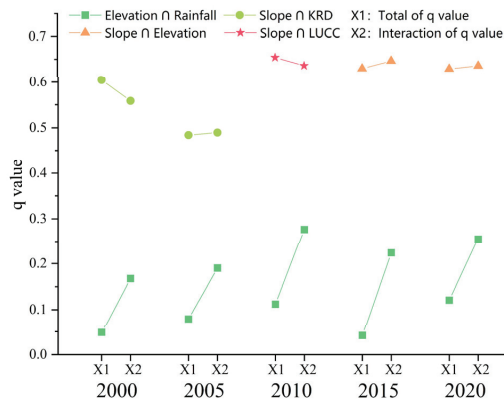 Elevation ∩ Rainfall Slope ∩ KRD X1: Total of q value
Slope ∩ Elevation Slope ∩ LUCC X2: Interaction of q value
0.7
0.6
0.5
0.4
0.3
0.2
0.1
0.0
q value
X1 X2 X1 X2 X1 X2 X1 X2 X1 X2
2000 2005 2010 2015 2020